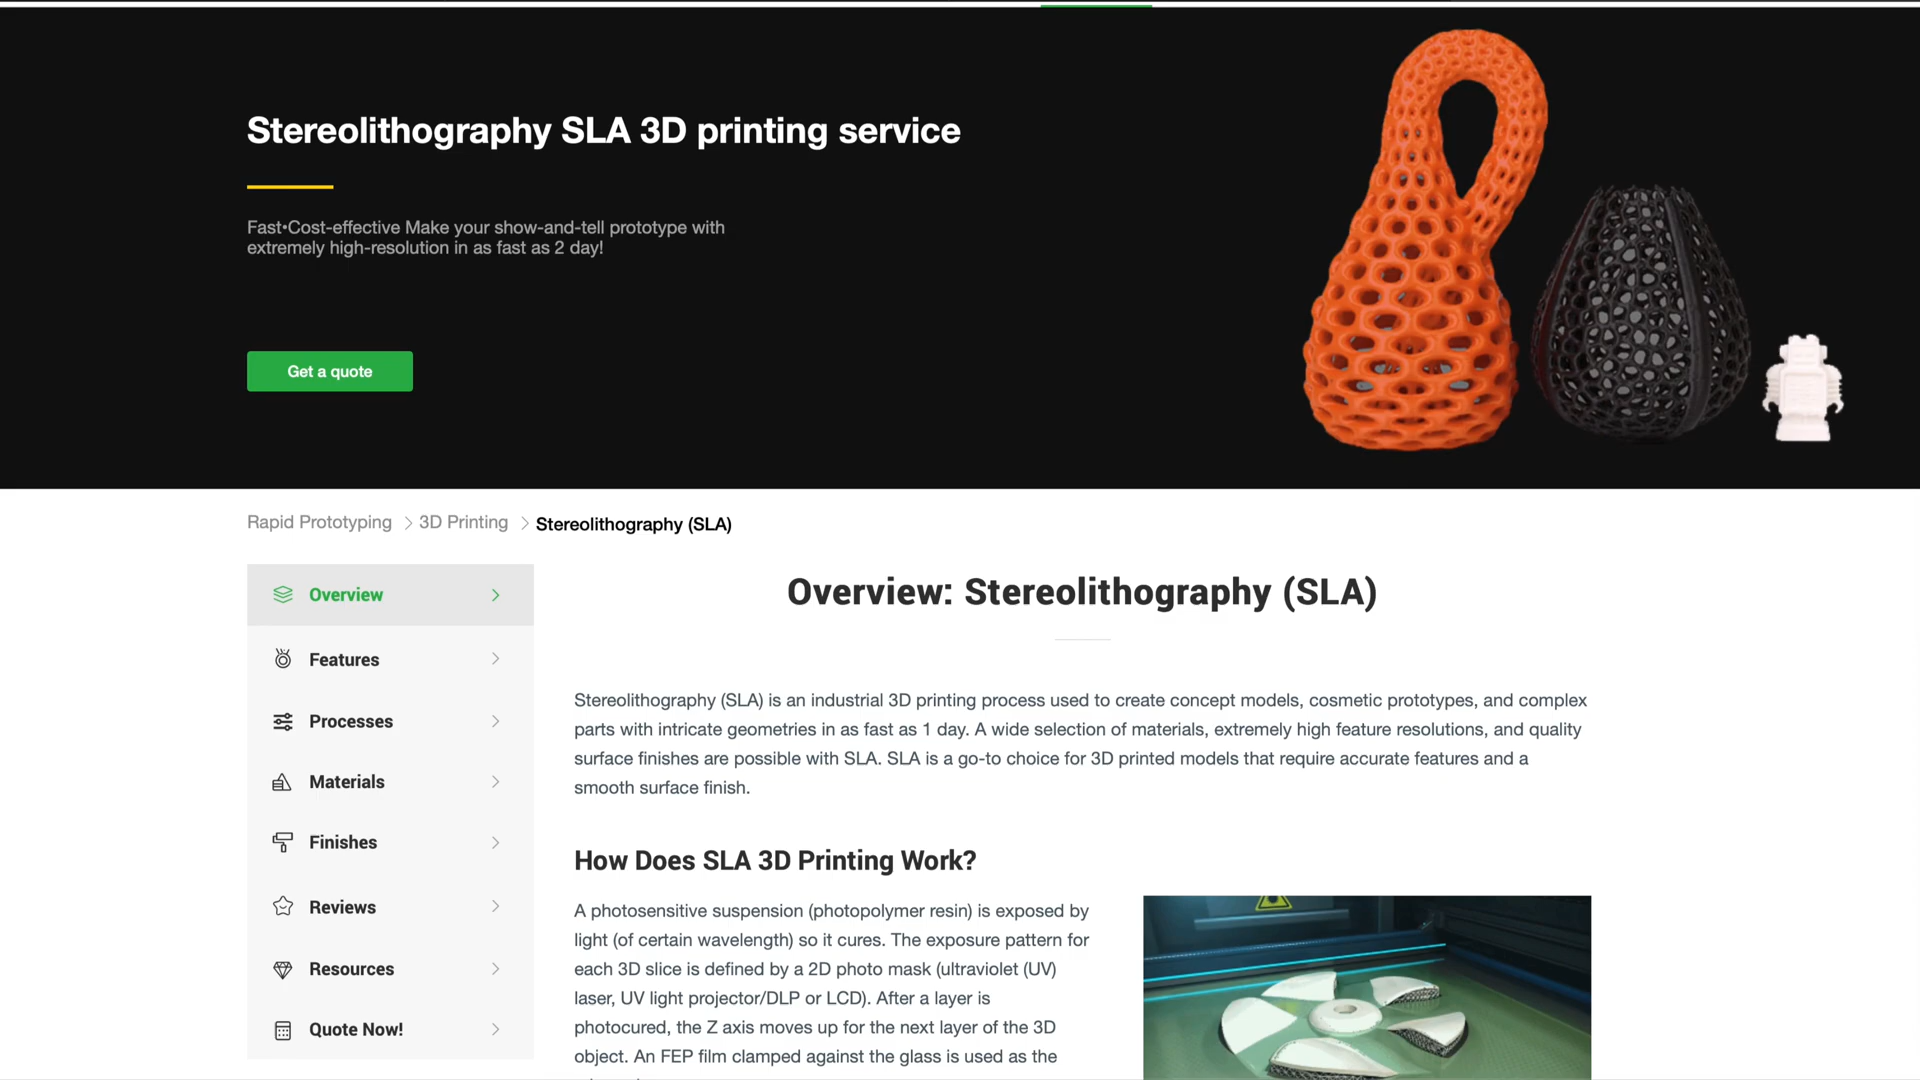 Stereolithography SLA 3D printing service
Fast•Cost-effective Make your show-and-tell prototype with
extremely high-resolution in as fast as 2 day!
Get a quote
Rapid Prototyping
3D Printing
Stereolithography (SLA)
Overview
Features
Processes
Materials
Finishes
Reviews
Resources
Quote Now!
Overview: Stereolithography (SLA)
Stereolithography (SLA) is an industrial 3D printing process used to create concept models, cosmetic prototypes, and complex
parts with intricate geometries in as fast as 1 day. A wide selection of materials, extremely high feature resolutions, and quality
surface finishes are possible with SLA. SLA is a go-to choice for 3D printed models that require accurate features and a
smooth surface finish.
How Does SLA 3D Printing Work?
A photosensitive suspension (photopolymer resin) is exposed by
light (of certain wavelength) so it cures. The exposure pattern for
each 3D slice is defined by a 2D photo mask (ultraviolet (UV)
laser, UV light projector/DLP or LCD). After a layer is
photocured, the Z axis moves up for the next layer of the 3D
object. An FEP film clamped against the glass is used as the